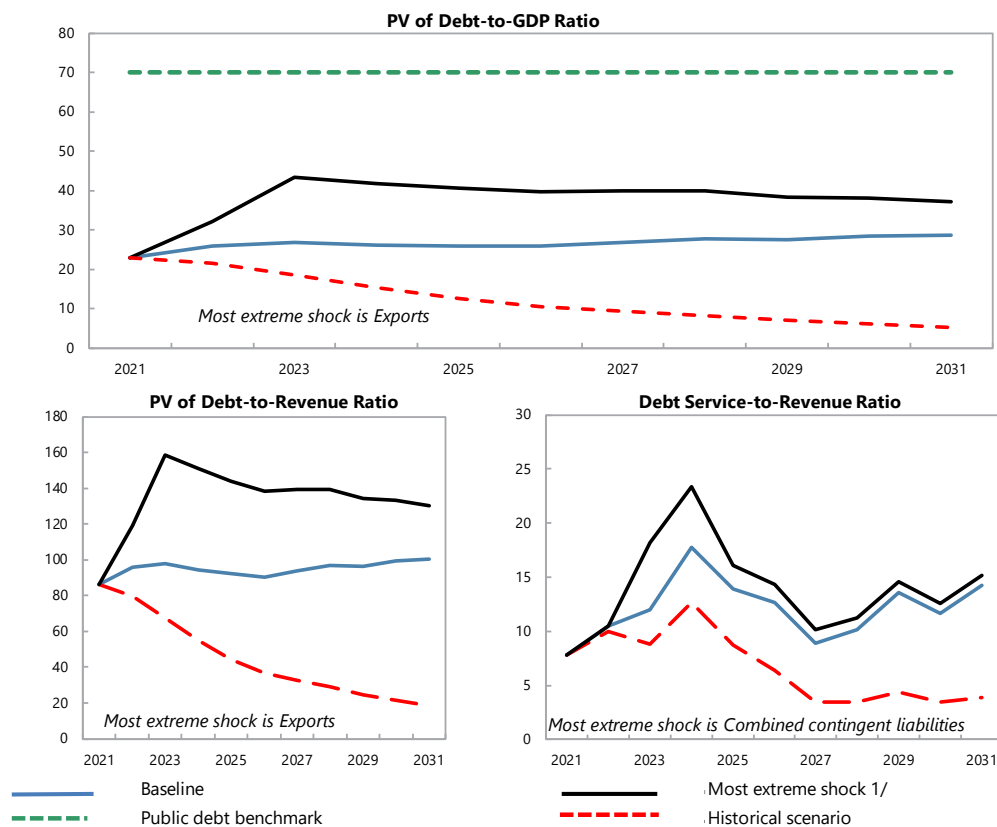 PV of Debt-to-GDP Ratio
80
70
60
50
40
30
20
10
0
Most extreme shock is Exports
2021 2023 2025 2027 2029 2031
PV of Debt-to-Revenue Ratio
180
160
140
120
100
80
60
40
20
0
Most extreme shock is Exports
2021 2023 2025 2027 2029 2031
Debt Service-to-Revenue Ratio
30
25
20
15
10
5
0
Most extreme shock is Combined contingent liabilities
2021 2023 2025 2027 2029 2031
Baseline
Most extreme shock 1/
Public debt benchmark
Historical scenario